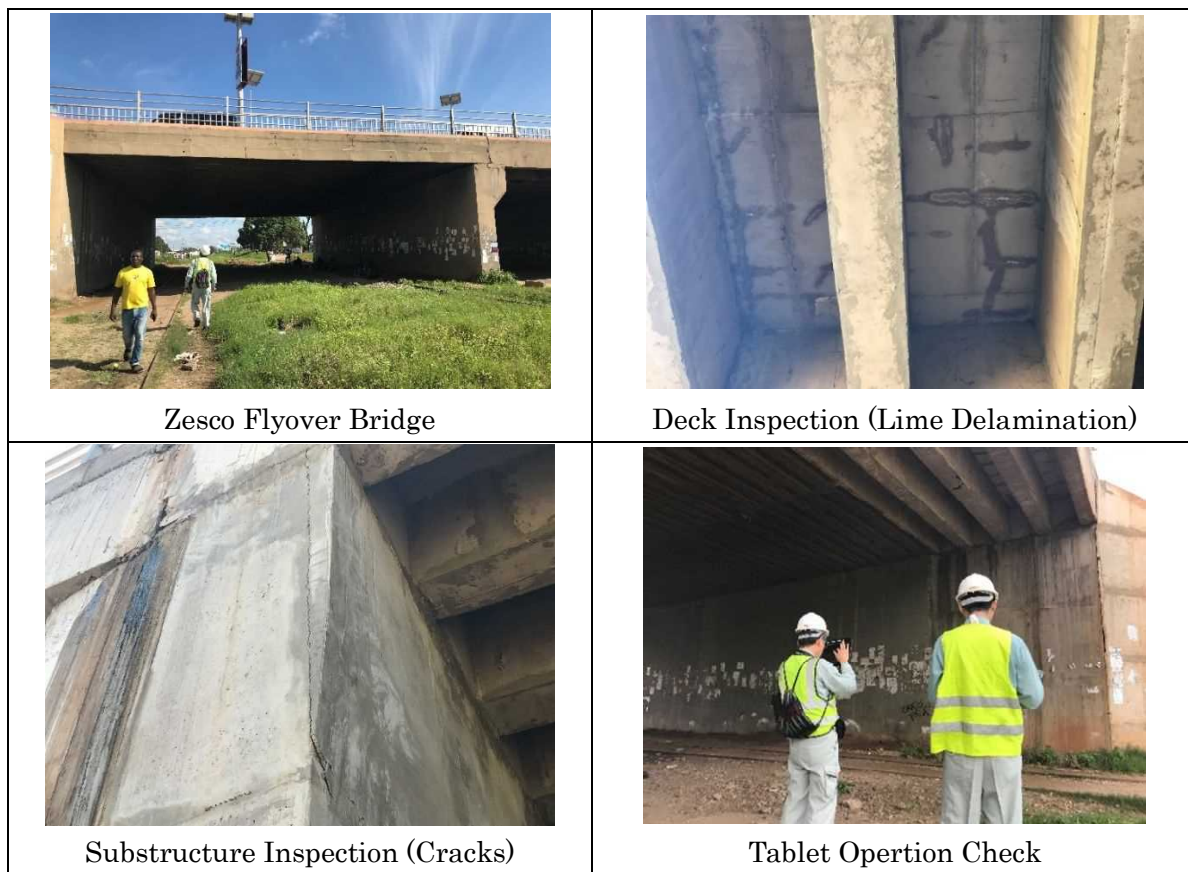 Zesco Flyover Bridge
Deck Inspection (Lime Delamination)
Substructure Inspection (Cracks)
Tablet Opertion Check